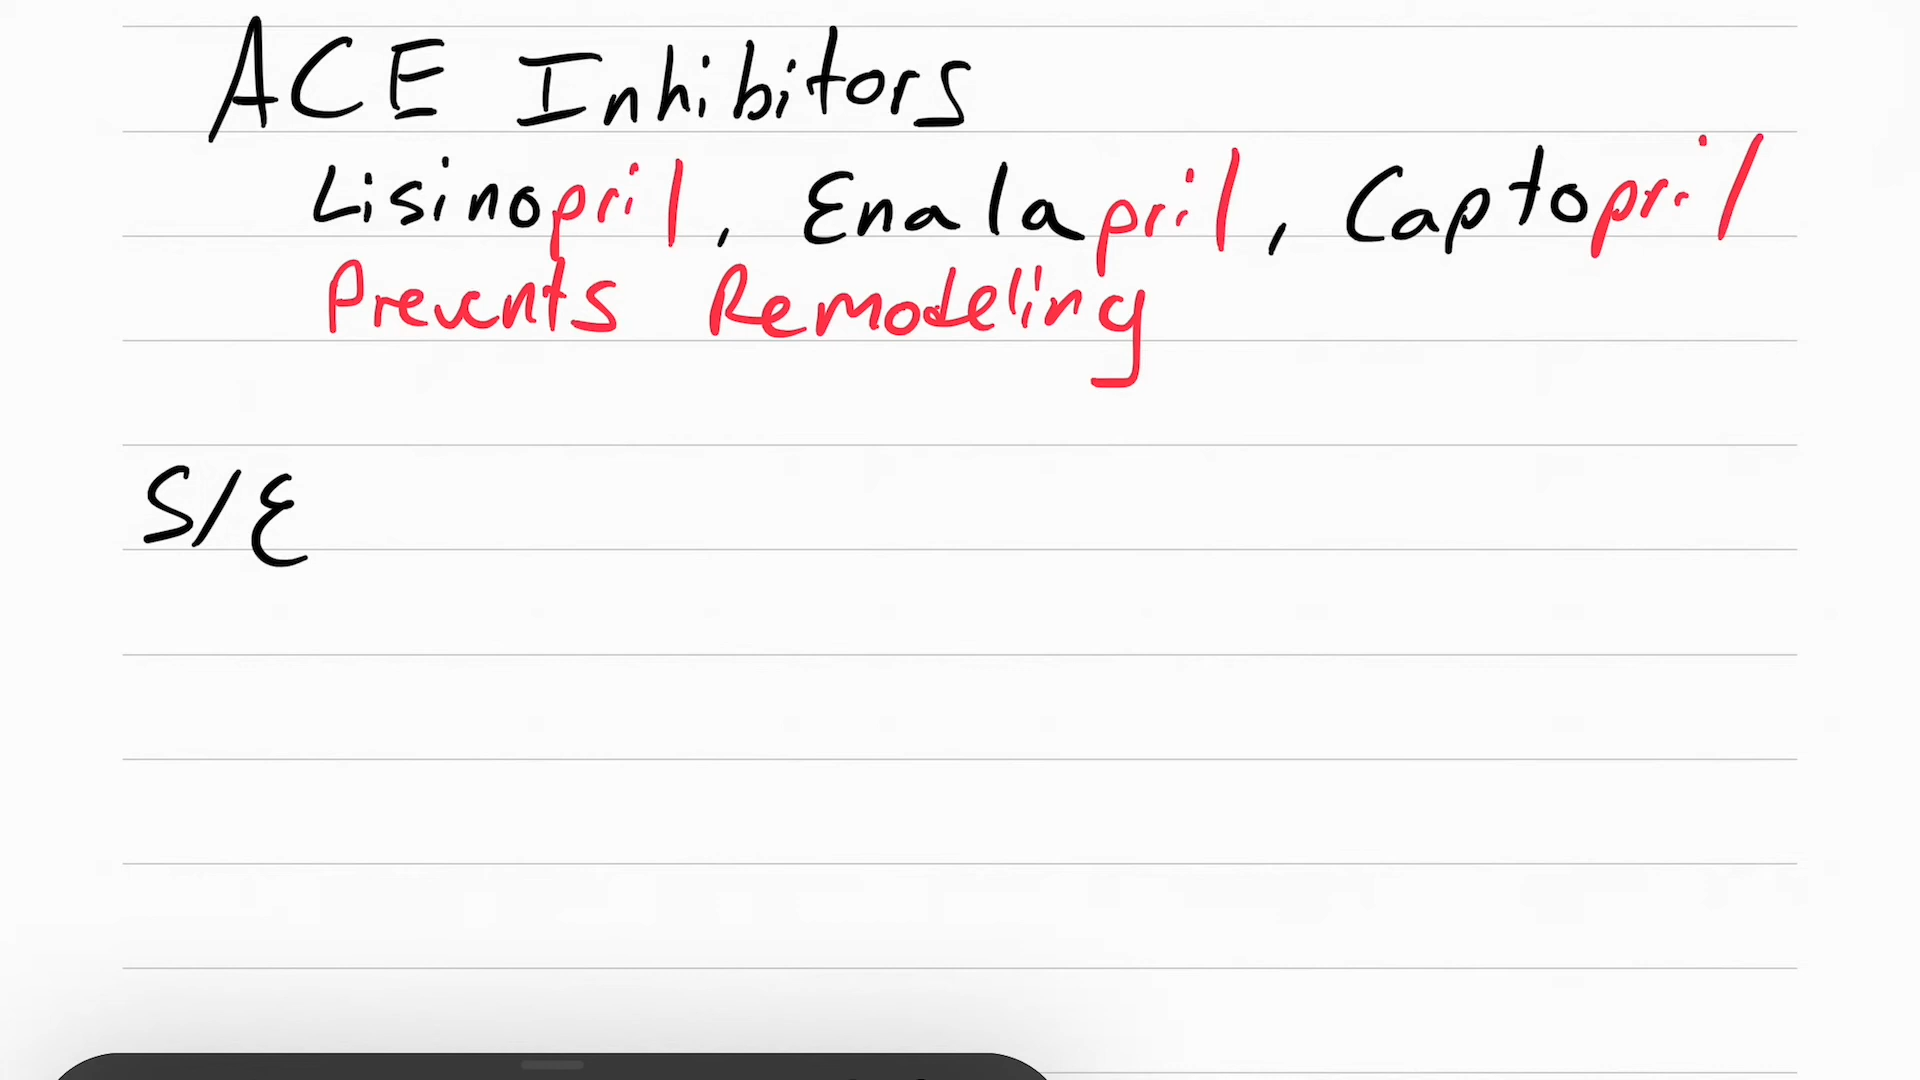 ACE Inhibitors
Lisinopril, Enalapril, Captopril
Prevents Remodeling
S/E